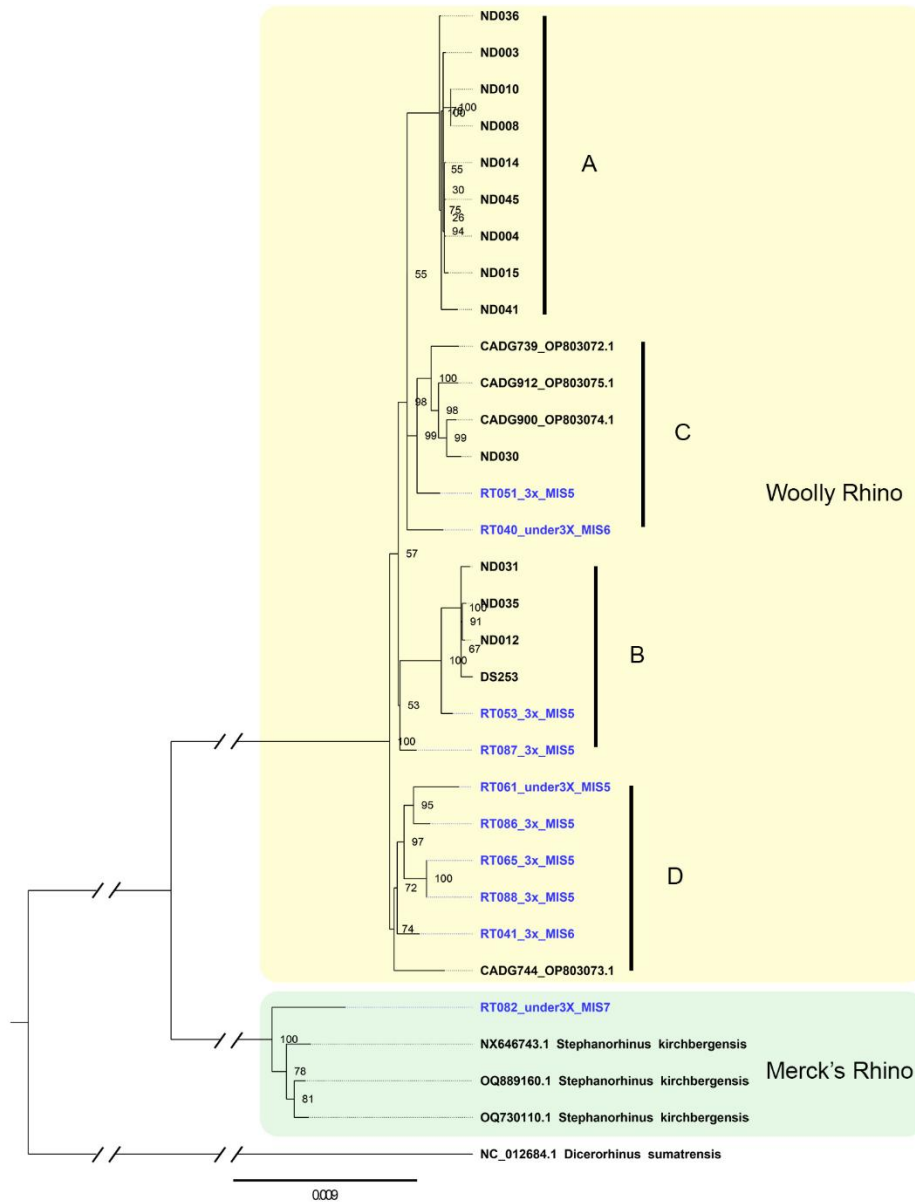 ND036
ND003
ND010
100
ND008
ND014
A
55
30
ND045
75
26
94
ND004
ND015
55
ND041
CADG739_OP803072.1
100
CADG912_OP803075.1
98
98
CADG900_OP803074.1
C
99
99
ND030
Woolly Rhino
RT051_3x_MIS5
RT040_under3X_MIS6
57
ND031
100
ND035
91
ND012
67
B
100
DS253
53
RT053_3x_MIS5
100
RT087_3x_MIS5
RT061_under3X_MIS5
95
RT086_3x_MIS5
97
RT065_3x_MIS5
D
72
100
RT088_3x_MIS5
74
RT041_3x_MIS6
CADG744_OP803073.1
RT082_under3X_MIS7
100
NX646743.1 Stephanorhinus kirchbergensis
78
Merck's Rhino
OQ889160.1 Stephanorhinus kirchbergensis
81
OQ730110.1 Stephanorhinus kirchbergensis
NC_012684.1 Dicerorhinus sumatrensis
0.009